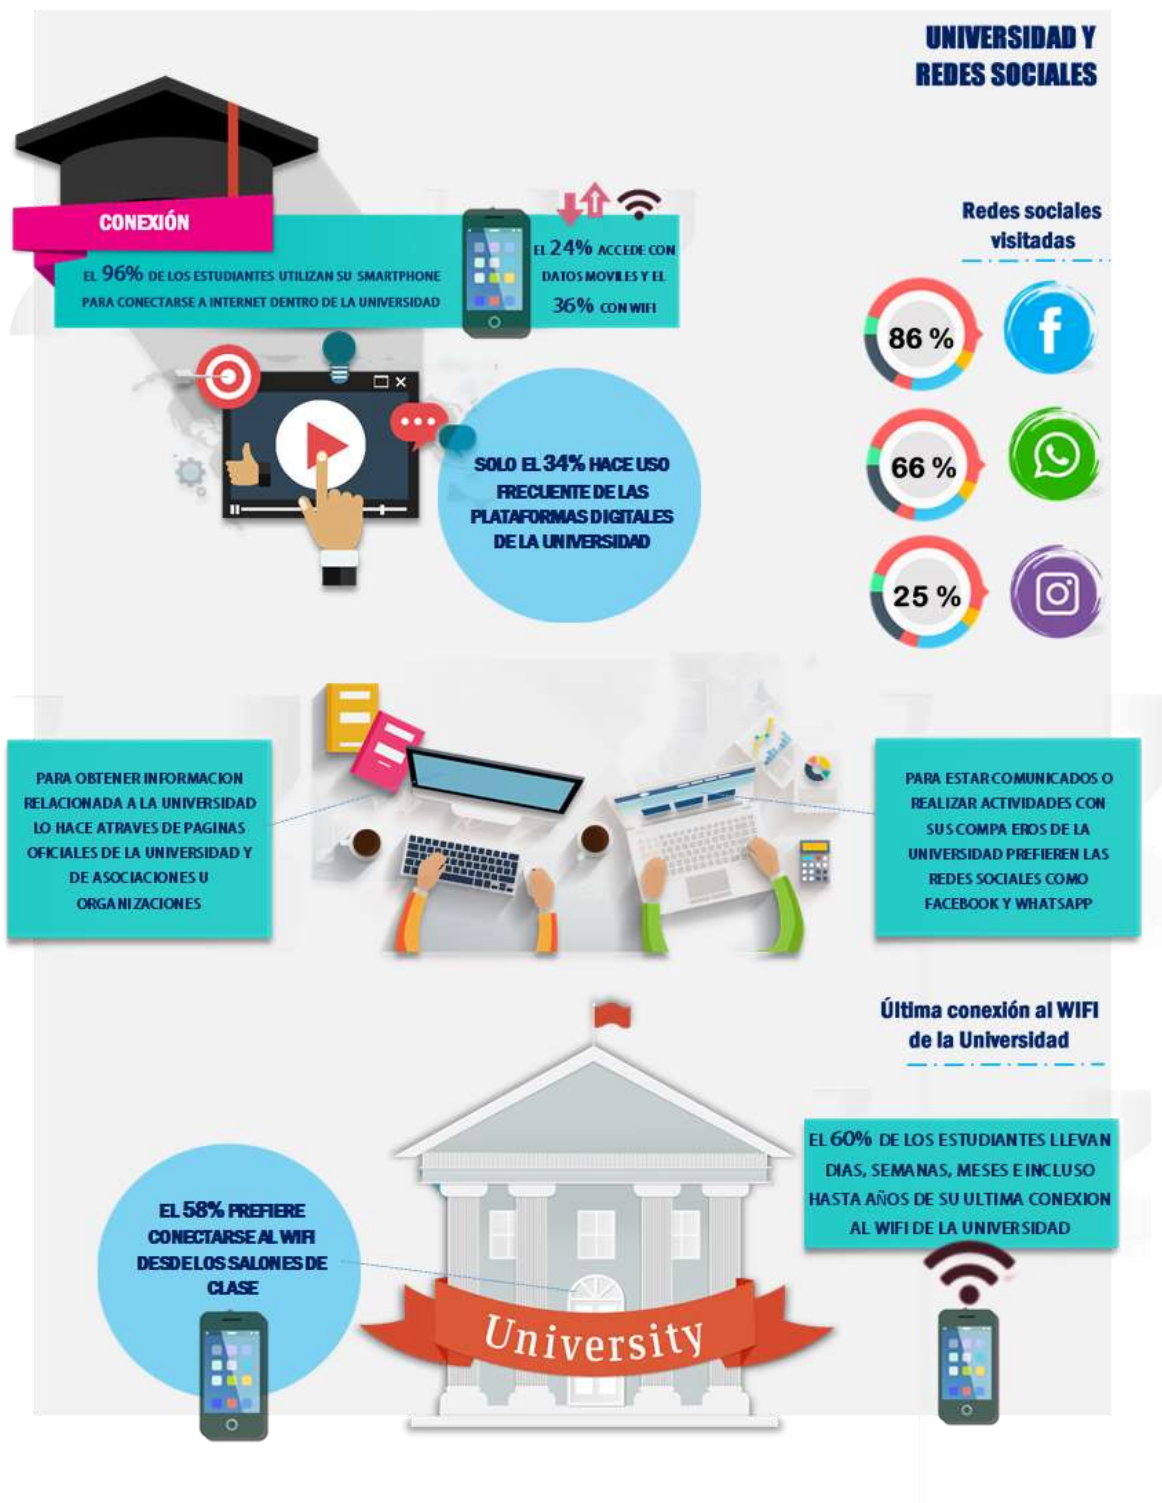 UNIVERSIDAD Y
REDES SOCIALES
CONEXIÓN
EL 96% DE LOS ESTUDIANTES UTILIZAN SU SMARTPHONE
PARA CONECTARSE A INTERNET DENTRO DE LA UNIVERSIDAD
EL 24% ACCEDE CON
DATOS MOVILES Y EL
36% CON WIFI
Redes sociales
visitadas
86 %
66 %
25 %
SOLO EL 34% HACE USO
FRECUENTE DE LAS
PLATAFORMAS DIGITALES
DE LA UNIVERSIDAD
PARA OBTENER INFORMACION
RELACIONADA A LA UNIVERSIDAD
LO HACE ATRAVES DE PAGINAS
OFICIALES DE LA UNIVERSIDAD Y
DE ASOCIACIONES U
ORGANIZACIONES
PARA ESTAR COMUNICADOS O
REALIZAR ACTIVIDADES CON
SUS COMPA EROS DE LA
UNIVERSIDAD PREFIEREN LAS
REDES SOCIALES COMO
FACEBOOK Y WHATSAPP
Última conexión al WIFI
de la Universidad
EL 60% DE LOS ESTUDIANTES LLEVAN
DIAS, SEMANAS, MESES E INCLUSO
HASTA AÑOS DE SU ULTIMA CONEXION
AL WIFI DE LA UNIVERSIDAD
EL 58% PREFIERE
CONECTARSE AL WIFI
DESDE LOS SALONES DE
CLASE
University